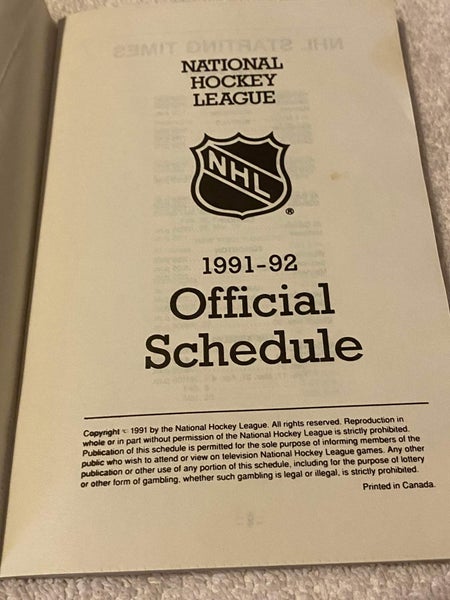 NATIONAL
HOCKEY
LEAGUE
NHL
®
1991-92
Official
Schedule
Copyright © 1991 by the National Hockey League. All rights reserved. Reproduction in
whole or in part without permission of the National Hockey League is strictly prohibited.
Publication of this schedule is permitted for the sole purpose of informing members of the
public who wish to attend or view on television National Hockey League games. Any other
publication or other use of any portion of this schedule, including for the purpose of lottery
or other form of gambling, whether such gambling is legal or illegal, is strictly prohibited.
Printed in Canada.